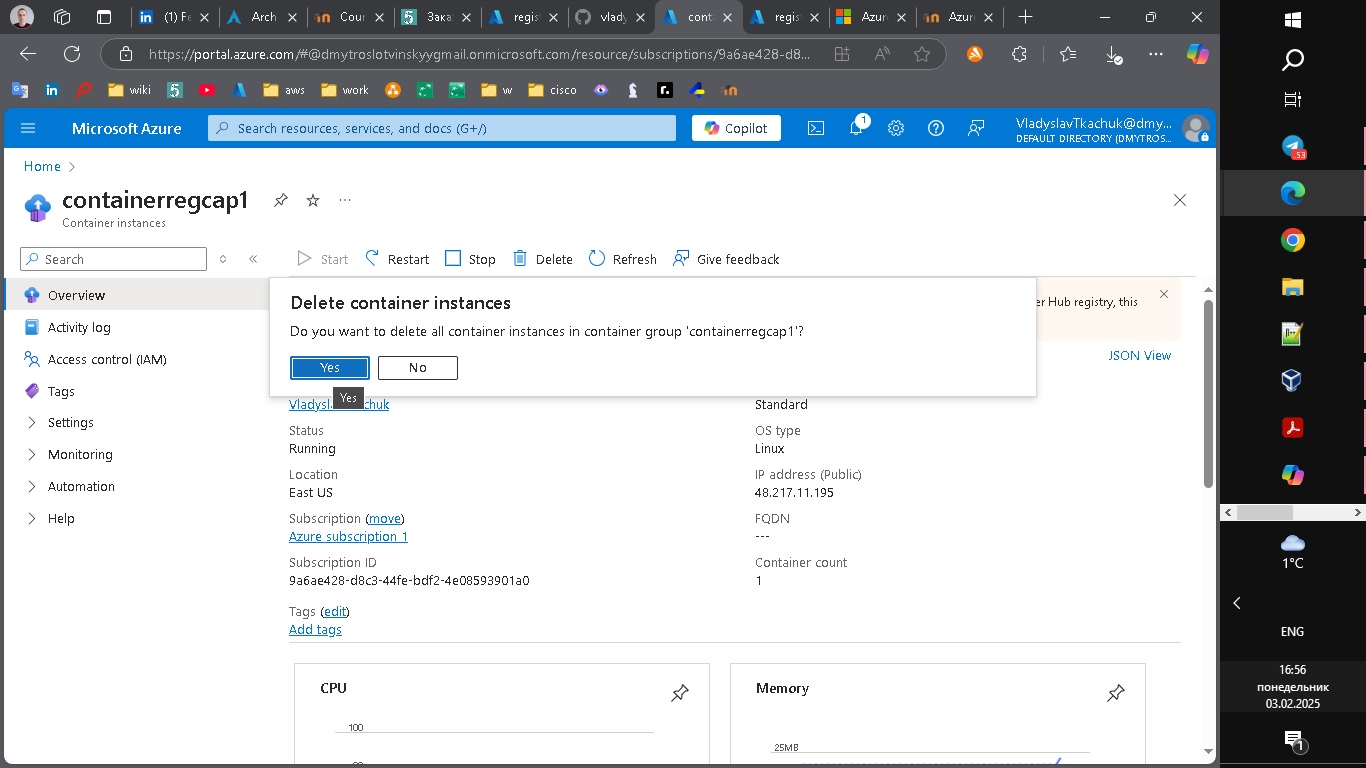 (1) Fe
Arch
Cour
Зака
regist
vlady
cont
regis
Azur
Azur
https://portal.azure.com/#@dmytroslotvinskyygmail.onmicrosoft.com/resource/subscriptions/9a6ae428-d8...
wiki
aws
work
w
cisco
Microsoft Azure
Search resources, services, and docs (G+/)
Copilot
1
VladyslavTkachuk@dmy...
DEFAULT DIRECTORY (DMYTROS...
Home
containerregcap1
Container instances
Search
Start
Restart
Stop
Delete
Refresh
Give feedback
Overview
Activity log
Access control (IAM)
Tags
Settings
Monitoring
Automation
Help
Delete container instances
Do you want to delete all container instances in container group 'containerregcap1'?
Yes
No
Yes
er Hub registry, this
JSON View
Vladysl
chuk
Standard
Status
Running
OS type
Linux
Location
East US
IP address (Public)
48.217.11.195
Subscription (move)
Azure subscription 1
FQDN
---
Subscription ID
9a6ae428-d8c3-44fe-bdf2-4e08593901a0
Container count
1
Tags (edit)
Add tags
CPU
100
Memory
25MB
53
1°C
ENG
16:56
понедельник
03.02.2025
1